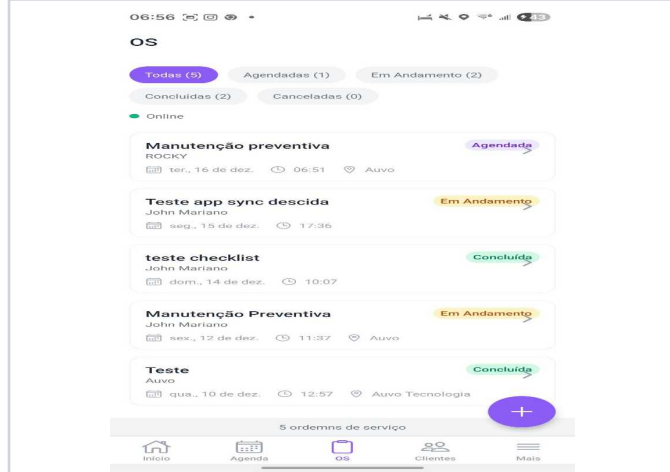 06:56
43
OS
Todas (5) Agendadas (1) Em Andamento (2)
Concluídas (2) Canceladas (0)
Online
Manutenção preventiva Agendada
ROCKY
ter., 16 de dez. 06:51 Auvo
Teste app sync descida Em Andamento
John Mariano
seg., 15 de dez. 17:36
teste checklist Concluída
John Mariano
dom., 14 de dez. 10:07
Manutenção Preventiva Em Andamento
John Mariano
sex., 12 de dez. 11:37 Auvo
Teste Concluída
Auvo
qua., 10 de dez. 12:57 Auvo Tecnologia
5 ordemns de serviço
Início Agenda OS Clientes Mais